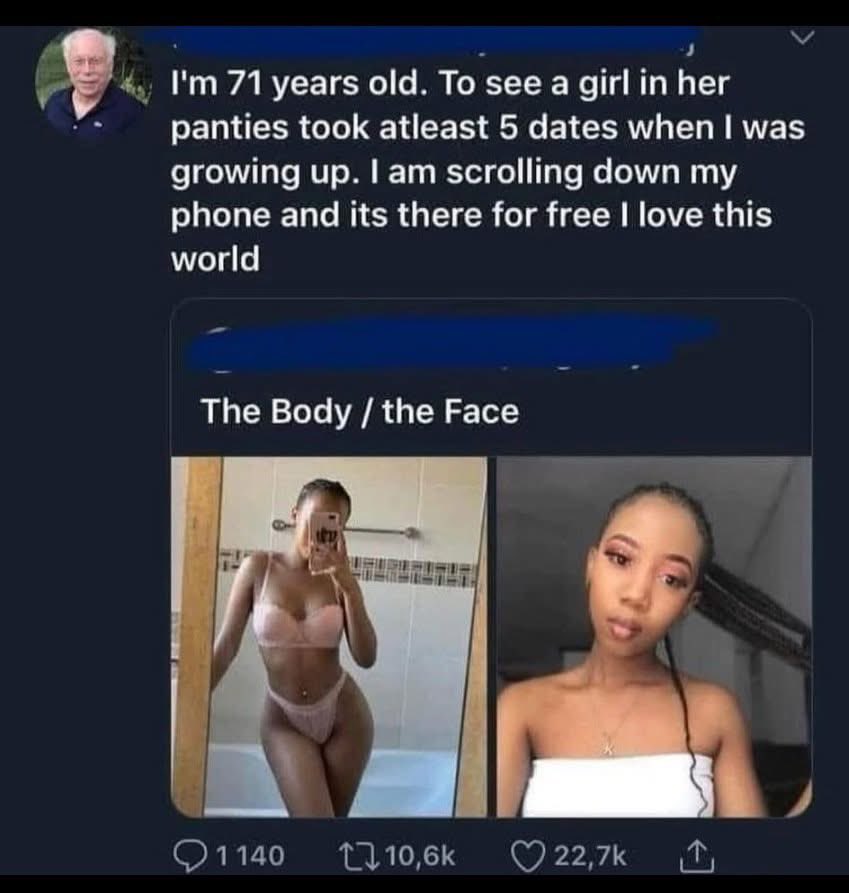 I'm 71 years old. To see a girl in her
panties took atleast 5 dates when I was
growing up. I am scrolling down my
phone and its there for free I love this
world
The Body / the Face
1 140 10,6k 22,7k